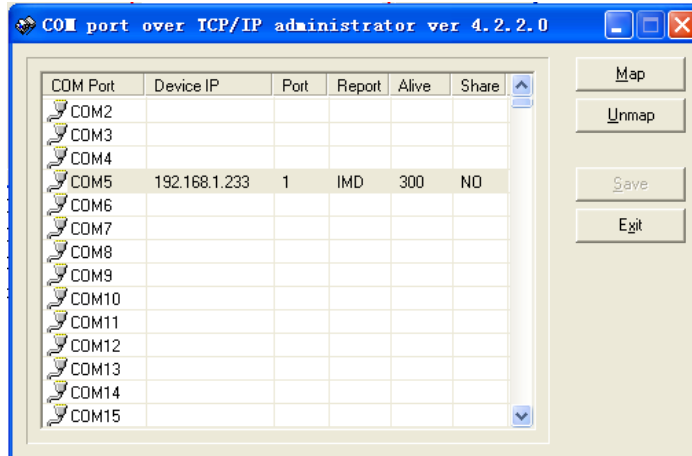 COM port over TCP/IP administrator ver 4.2.2.0
COM Port Device IP Port Report Alive Share
COM2
COM3
COM4
COM5 192.168.1.233 1 IMD 300 NO
COM6
COM7
COM8
COM9
COM10
COM11
COM12
COM13
COM14
COM15
Map
Unmap
Save
Exit